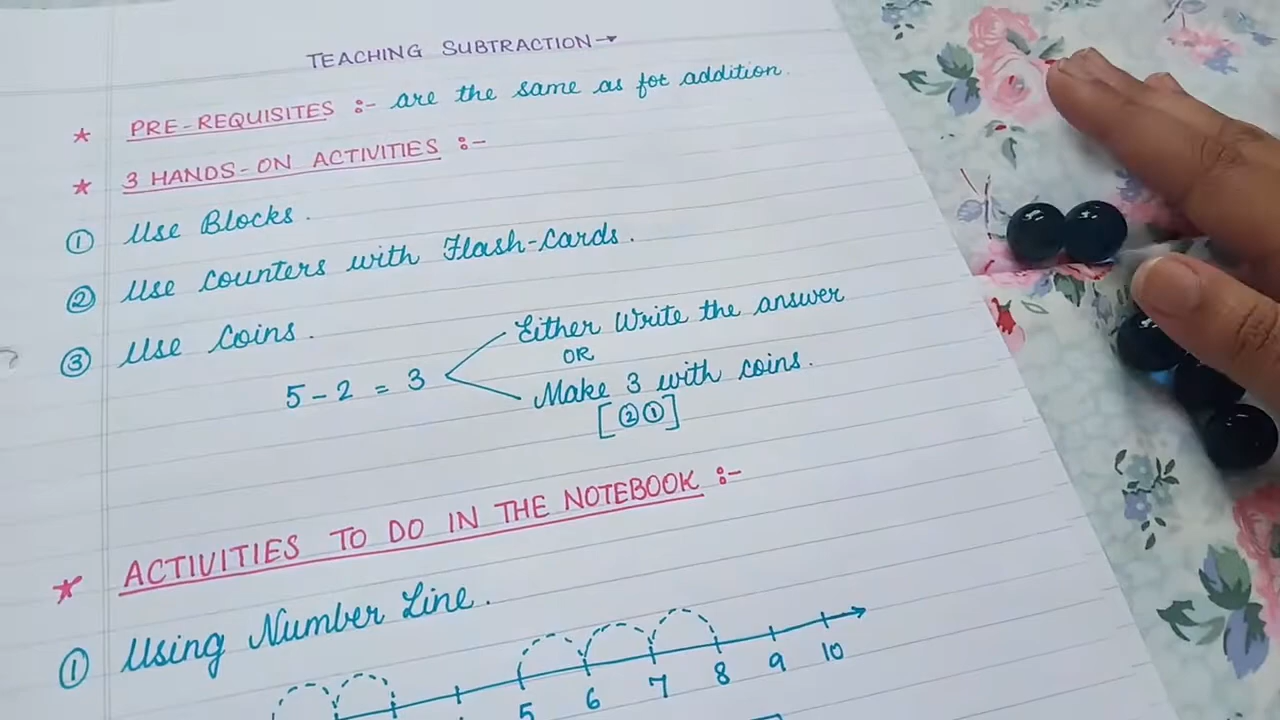 TEACHING SUBTRACTION→
* PRE-REQUISITES :- are the same as for addition.
* 3 HANDS-ON ACTIVITIES :-
① Use Blocks.
② Use Counters with Flash-Cards.
③ Use Coins.
5 - 2 = 3
Either Write the answer
OR
Make 3 with coins.
[②①]
* ACTIVITIES TO DO IN THE NOTEBOOK :-
① Using Number Line.
5 6 7 8 9 10